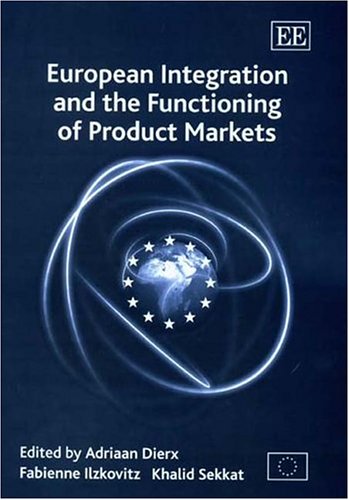 EE
European Integration
and the Functioning
of Product Markets
Edited by Adriaan Dierx
Fabienne Ilzkovitz Khalid Sekkat